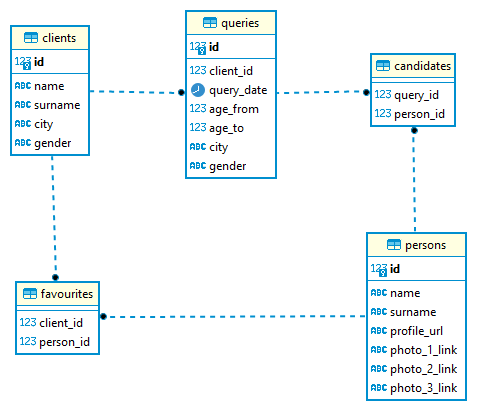 clients
123 id
ABC name
ABC surname
ABC city
ABC gender
queries
123 id
123 client_id
query_date
123 age_from
123 age_to
ABC city
ABC gender
candidates
123 query_id
123 person_id
favourites
123 client_id
123 person_id
persons
123 id
ABC name
ABC surname
ABC profile_url
ABC photo_1_link
ABC photo_2_link
ABC photo_3_link